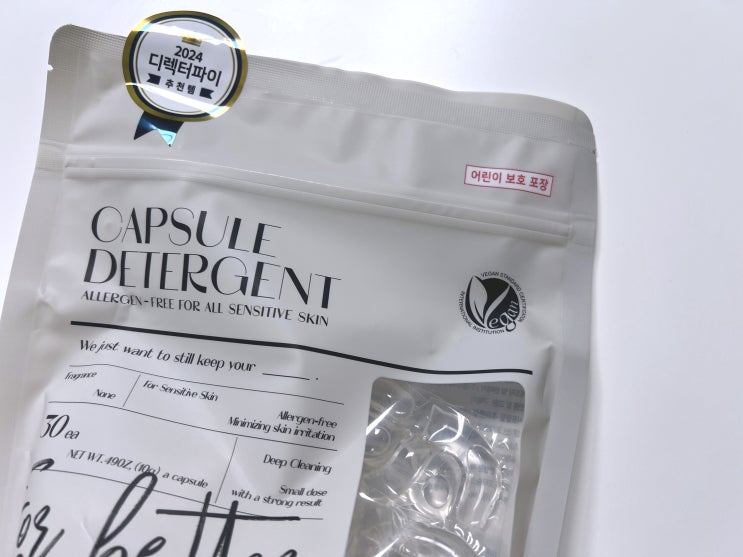 2024
디렉터파이
추천템
어린이 보호 포장
CAPSULE
DETERGENT
ALLERGEN-FREE FOR ALL SENSITIVE SKIN
VEGAN STANDARD CERTIFICATION
INTERNATIONAL INSTITUTION
Vegan
We just want to still keep your ____ .
Fragrance
None
For Sensitive Skin
Allergen-free
Minimizing skin irritation
30 ea
NET WT. .49OZ, (10g) a capsule
Deep Cleaning
Small dose
with a strong result
for better